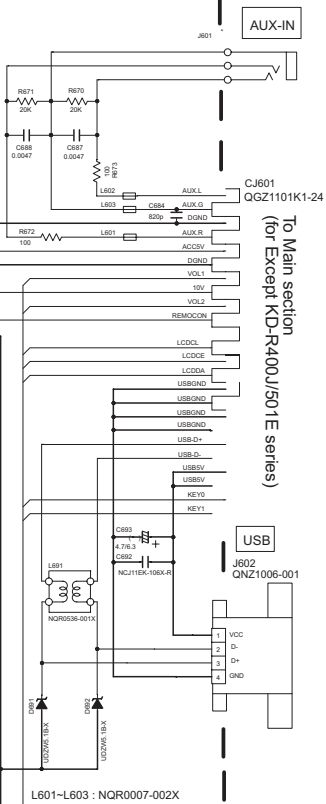 AUX-IN
J601
R671
20K
R670
20K
C688
0.0047
C687
0.0047
100
R673
L602
AUX.L
CJ601
QGZ1101K1-24
L603
C684
820p
AUX.G
DGND
R672
100
L601
AUX.R
ACC5V
DGND
VOL1
10V
VOL2
REMOCON
To Main section
(for Except KD-R400J/501E series)
LCDCL
LCDCE
LCDDA
USBGND
USBGND
USBGND
USBGND
USB-D+
USB-D-
USB5V
USB5V
KEY0
KEY1
C693
4.7/6.3
+
C692
NCJ11EK-106X-R
USB
J602
QNZ1006-001
L691
NQR0536-001X
1 VCC
2 D-
3 D+
4 GND
D691
UDZW5.1B-X
D692
UDZW5.1B-X
L601~L603 : NQR0007-002X